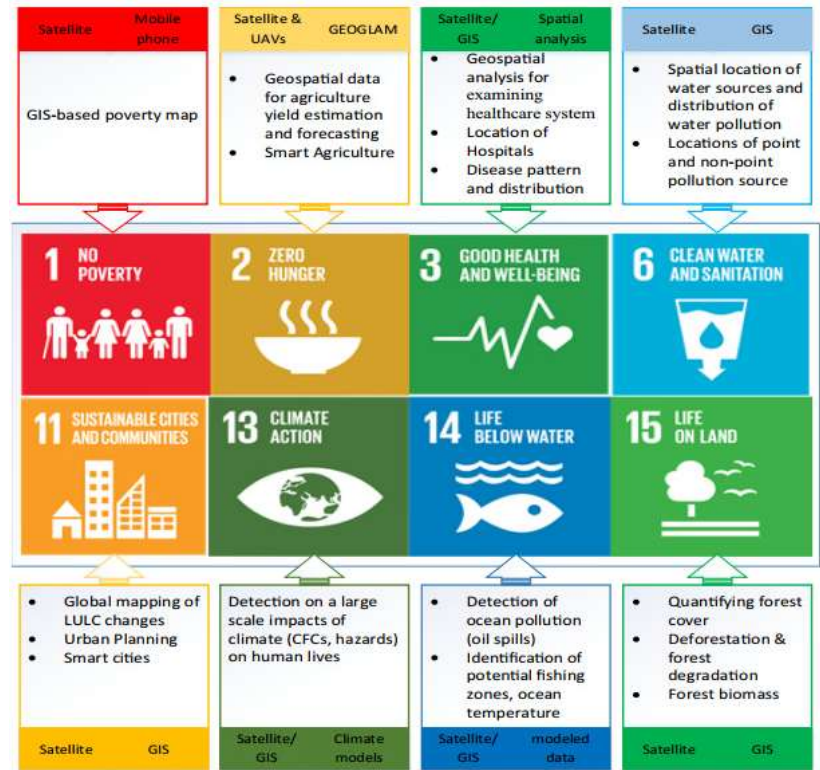 Satellite
Mobile
phone
GIS-based poverty map
Satellite &
UAVs
GEOGLAM
• Geospatial data
for agriculture
yield estimation
and forecasting
• Smart Agriculture
Satellite/
GIS
Spatial
analysis
• Geospatial
analysis for
examining
healthcare system
• Location of
Hospitals
• Disease pattern
and distribution
Satellite
GIS
• Spatial location of
water sources and
distribution of
water pollution
• Locations of point
and non-point
pollution source
1 NO
POVERTY
2 ZERO
HUNGER
3 GOOD HEALTH
AND WELL-BEING
6 CLEAN WATER
AND SANITATION
11 SUSTAINABLE CITIES
AND COMMUNITIES
13 CLIMATE
ACTION
14 LIFE
BELOW WATER
15 LIFE
ON LAND
• Global mapping of
LULC changes
• Urban Planning
• Smart cities
Satellite
GIS
Detection on a large
scale impacts of
climate (CFCs, hazards)
on human lives
Satellite/
GIS
Climate
models
• Detection of
ocean pollution
(oil spills)
• Identification of
potential fishing
zones, ocean
temperature
Satellite/
GIS
modeled
data
• Quantifying forest
cover
• Deforestation &
forest
degradation
• Forest biomass
Satellite
GIS